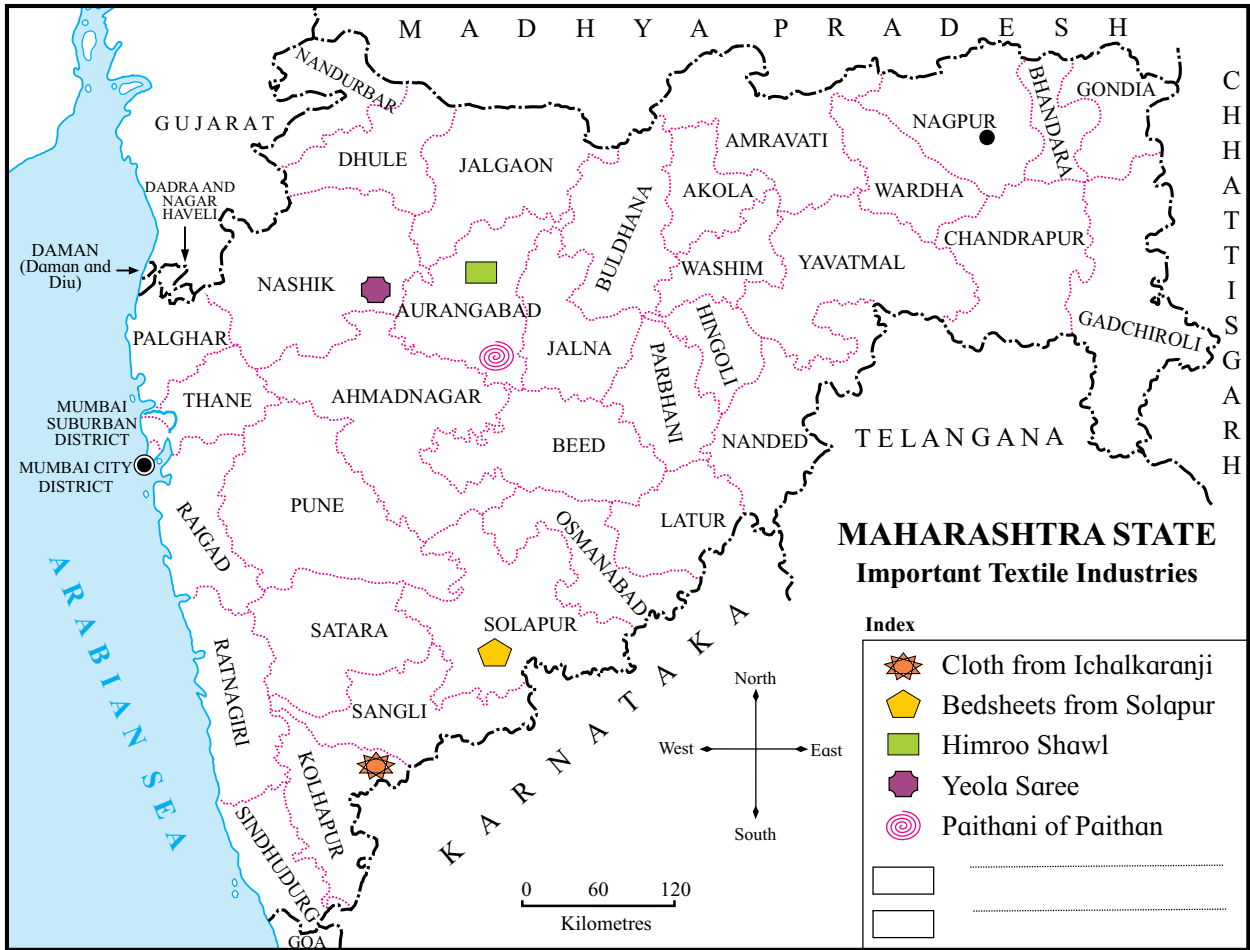 MADHYA PRADESH
CHHATTISGARH
NANDURBAR
GUJARAT
DHULE
JALGAON
AMRAVATI
NAGPUR
BHANDARA
GONDIA
DADRA AND
NAGAR
HAVELI
DAMAN
(Daman and
Diu)
BULDHANA
AKOLA
WARDHA
CHANDRAPUR
NASHIK
AURANGABAD
WASHIM
YAVATMAL
PALGHAR
JALNA
HINGOLI
PARBHANI
GADCHIROLI
THANE
AHMADNAGAR
MUMBAI
SUBURBAN
DISTRICT
MUMBAI CITY
DISTRICT
BEED
NANDED
TELANGANA
PUNE
RAIGAD
LATUR
OSMANABAD
ARABIAN SEA
SATARA
SOLAPUR
RATNAGIRI
SANGLI
KOLHAPUR
SINDHUDURG
GOA
KARNATAKA
MAHARASHTRA STATE
Important Textile Industries
Index
Cloth from Ichalkaranji
Bedsheets from Solapur
Himroo Shawl
Yeola Saree
Paithani of Paithan
North
West
East
South
0 60 120
Kilometres